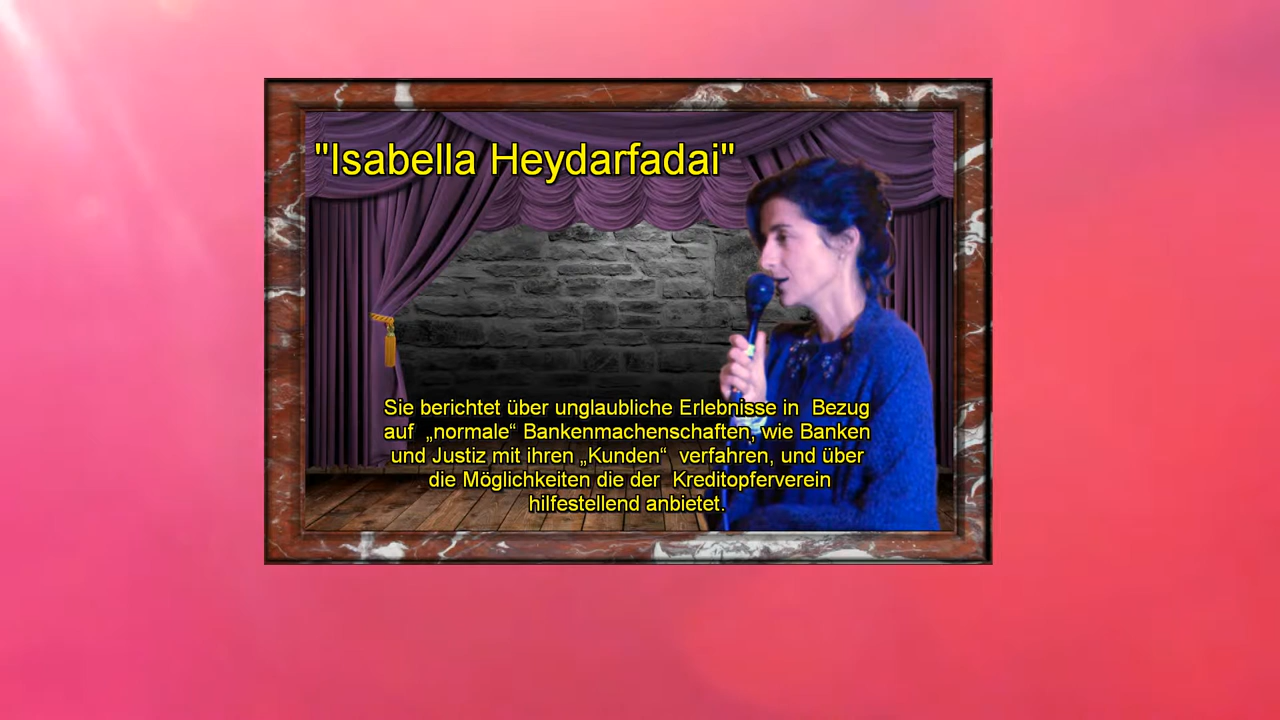 "Isabella Heydarfadai"
Sie berichtet über unglaubliche Erlebnisse in  Bezug
auf  „normale“ Bankenmachenschaften, wie Banken
und Justiz mit ihren „Kunden“  verfahren, und über
die Möglichkeiten die der  Kreditopferverein
hilfestellend anbietet.